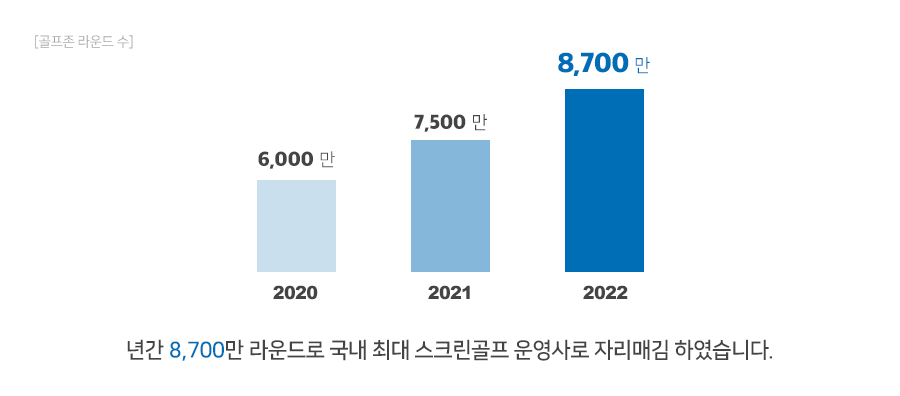 [골프존 라운드 수]
8,700 만
7,500 만
6,000 만
2020 2021 2022
년간 8,700만 라운드로 국내 최대 스크린골프 운영사로 자리매김 하였습니다.